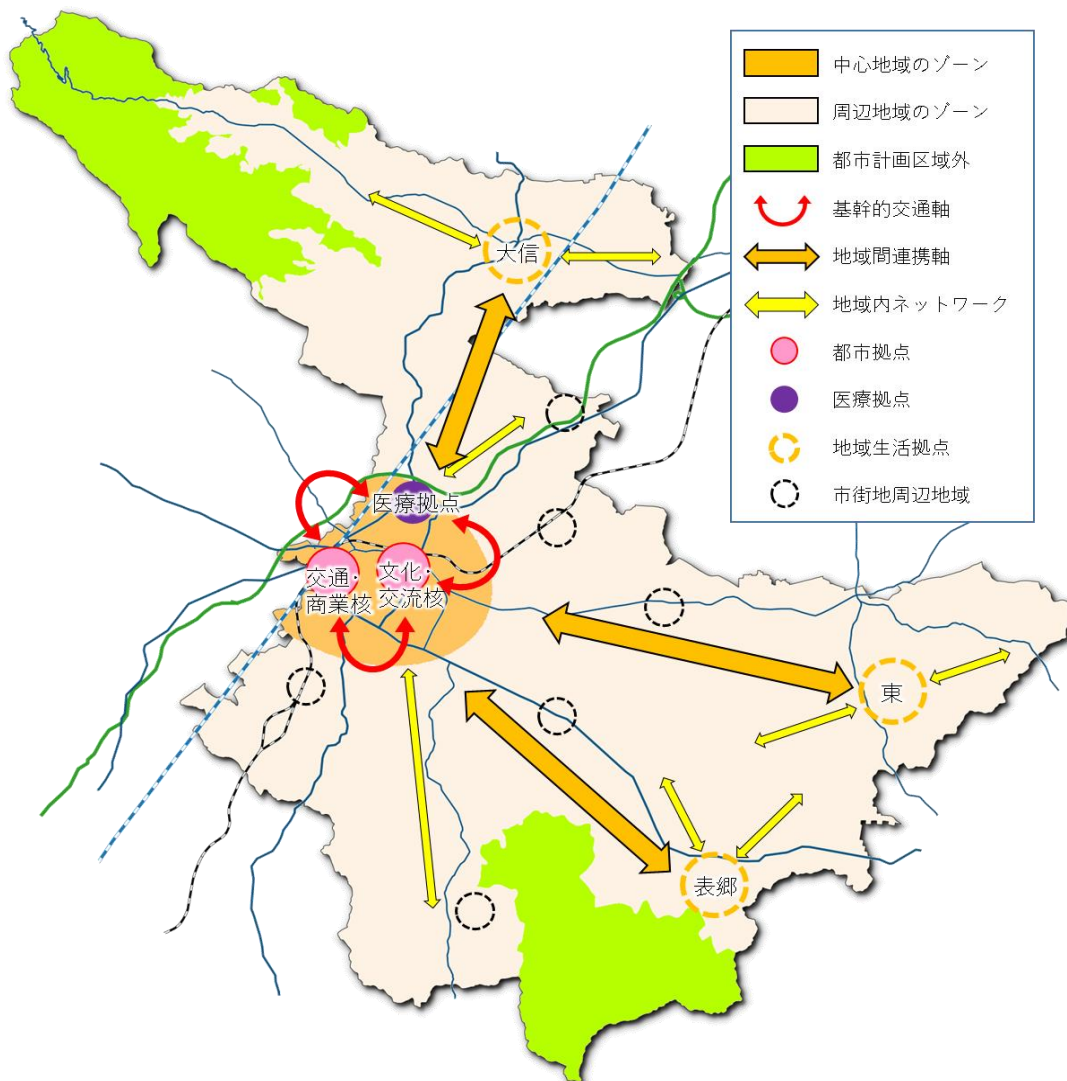 中心地域のゾーン
周辺地域のゾーン
都市計画区域外
基幹的交通軸
地域間連携軸
地域内ネットワーク
都市拠点
医療拠点
地域生活拠点
市街地周辺地域
大信
医療拠点
交通・
商業核
文化・
交流核
東
表郷